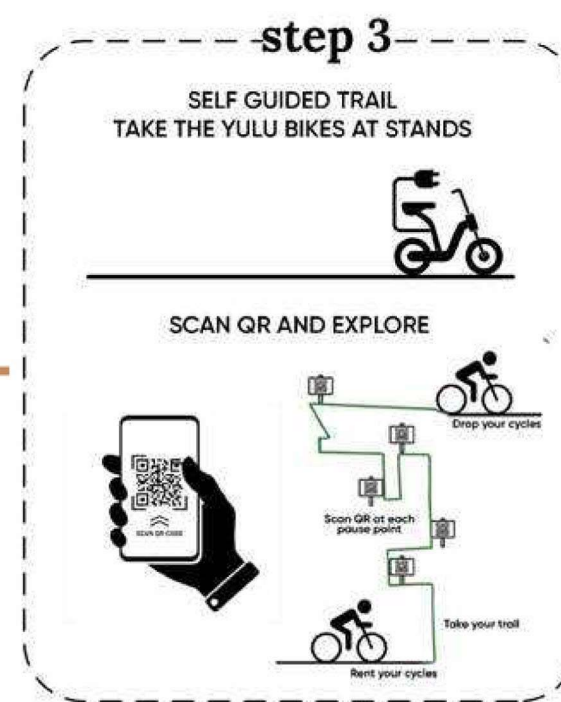 step 3
SELF GUIDED TRAIL
TAKE THE YULU BIKES AT STANDS
SCAN QR AND EXPLORE
Drop your cycles
SCAN QR CODE
Scan QR at each
pause point
Take your trail
Rent your cycles